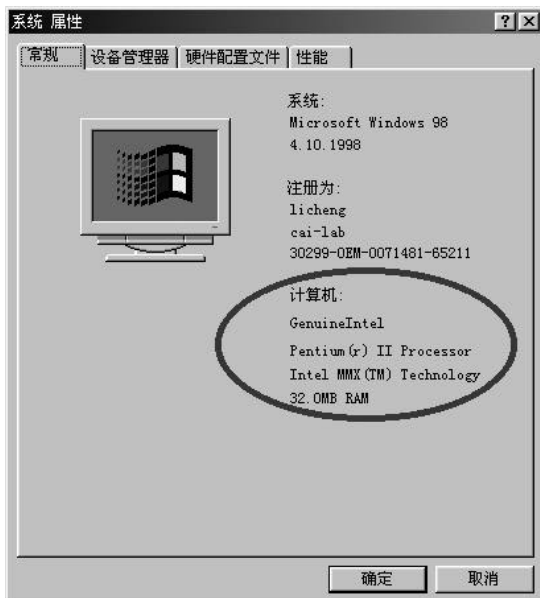 系统 属性
常规 设备管理器 硬件配置文件 性能
系统:
Microsoft Windows 98
4.10.1998
注册为:
licheng
cai-lab
30299-OEM-0071481-65211
计算机:
GenuineIntel
Pentium(r) II Processor
Intel MMX(TM) Technology
32.0MB RAM
确定 取消